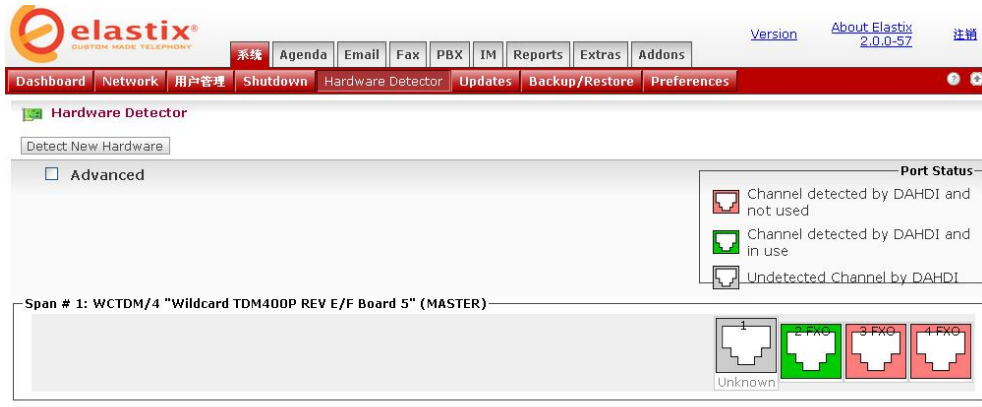 elastix®
CUSTOM MADE TELEPHONY
Version
About Elastix 2.0.0-57
注销
系统 Agenda Email Fax PBX IM Reports Extras Addons
Dashboard Network 用户管理 Shutdown Hardware Detector Updates Backup/Restore Preferences
Hardware Detector
Detect New Hardware
Advanced
Port Status
Channel detected by DAHDI and
not used
Channel detected by DAHDI and
in use
Undetected Channel by DAHDI
Span # 1: WCTDM/4 "Wildcard TDM400P REV E/F Board 5" (MASTER)
1 2 FXO 3 FXO 4 FXO
Unknown